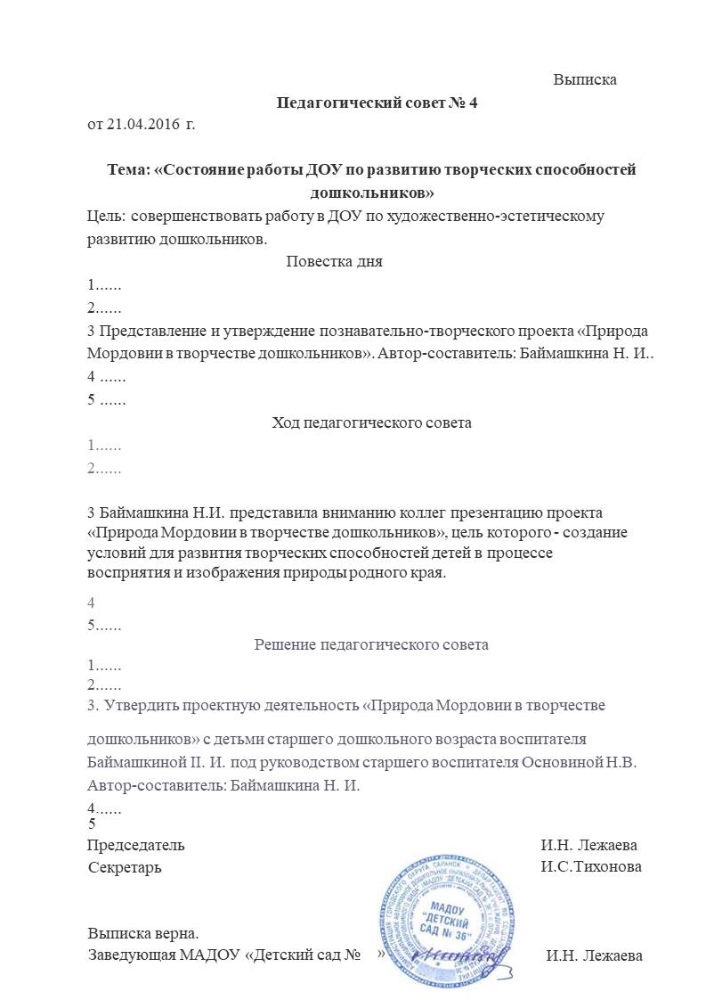 Выписка
Педагогический совет № 4
от 21.04.2016 г.
Тема: «Состояние работы ДОУ по развитию творческих способностей
дошкольников»
Цель: совершенствовать работу в ДОУ по художественно-эстетическому
развитию дошкольников.
Повестка дня
1......
2......
3 Представление и утверждение познавательно-творческого проекта «Природа
Мордовии в творчестве дошкольников». Автор-составитель: Баймашкина Н. И..
4 ......
5 ......
Ход педагогического совета
1......
2......
3 Баймашкина Н.И. представила вниманию коллег презентацию проекта
«Природа Мордовии в творчестве дошкольников», цель которого - создание
условий для развития творческих способностей детей в процессе
восприятия и изображения природы родного края.
4
5......
Решение педагогического совета
1......
2......
3. Утвердить проектную деятельность «Природа Мордовии в творчестве
дошкольников» с детьми старшего дошкольного возраста воспитателя
Баймашкиной II. И. под руководством старшего воспитателя Основиной Н.В.
Автор-составитель: Баймашкина Н. И.
4......
5
Председатель И.Н. Лежаева
Секретарь И.С.Тихонова
МАДОУ
"ДЕТСКИЙ
САД № 36"
Выписка верна.
Заведующая МАДОУ «Детский сад № » И.Н. Лежаева